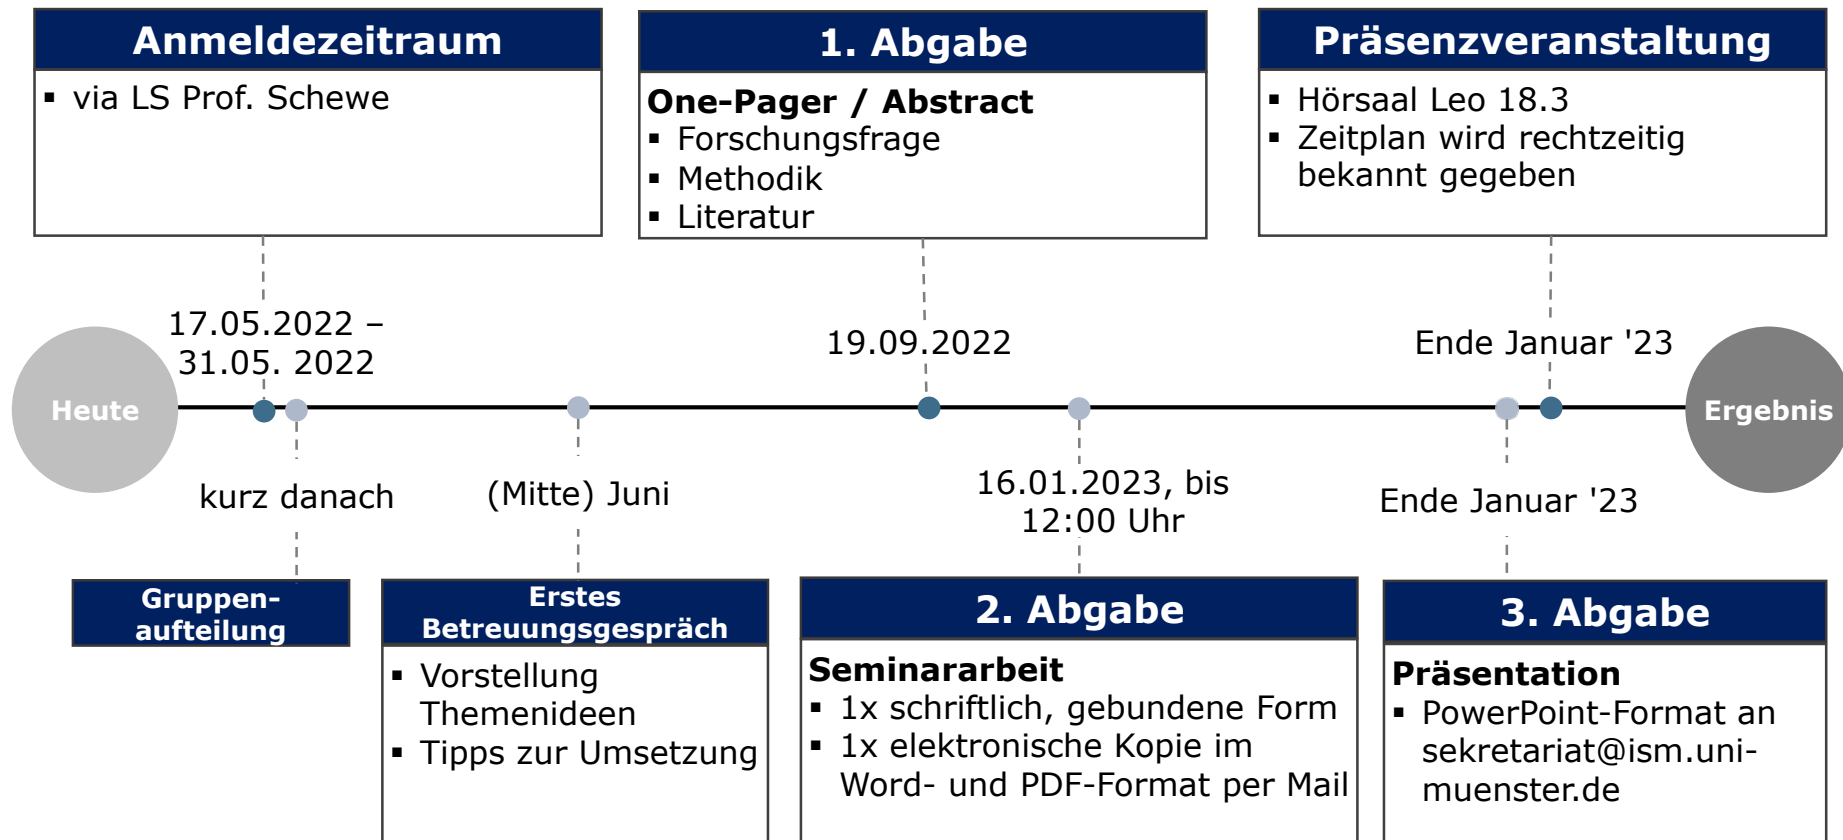 Anmeldezeitraum
▪ via LS Prof. Schewe
1. Abgabe
One-Pager / Abstract
▪ Forschungsfrage
▪ Methodik
▪ Literatur
Präsenzveranstaltung
▪ Hörsaal Leo 18.3
▪ Zeitplan wird rechtzeitig
bekannt gegeben
17.05.2022 –
31.05. 2022
19.09.2022
Ende Januar '23
Heute
Ergebnis
kurz danach
(Mitte) Juni
16.01.2023, bis
12:00 Uhr
Ende Januar '23
Gruppen-
aufteilung
Erstes
Betreuungsgespräch
▪ Vorstellung
Themenideen
▪ Tipps zur Umsetzung
2. Abgabe
Seminararbeit
▪ 1x schriftlich, gebundene Form
▪ 1x elektronische Kopie im
Word- und PDF-Format per Mail
3. Abgabe
Präsentation
▪ PowerPoint-Format an
sekretariat@ism.uni-
muenster.de